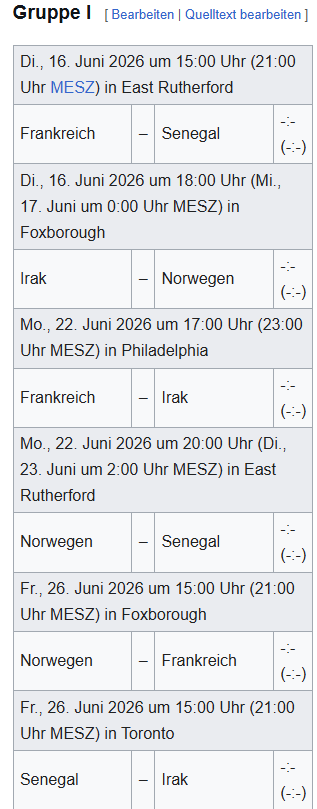 Gruppe I [ Bearbeiten | Quelltext bearbeiten ]
Di., 16. Juni 2026 um 15:00 Uhr (21:00
Uhr MESZ) in East Rutherford
Frankreich – Senegal -:-
(-:-)
Di., 16. Juni 2026 um 18:00 Uhr (Mi.,
17. Juni um 0:00 Uhr MESZ) in
Foxborough
Irak – Norwegen -:-
(-:-)
Mo., 22. Juni 2026 um 17:00 Uhr (23:00
Uhr MESZ) in Philadelphia
Frankreich – Irak -:-
(-:-)
Mo., 22. Juni 2026 um 20:00 Uhr (Di.,
23. Juni um 2:00 Uhr MESZ) in East
Rutherford
Norwegen – Senegal -:-
(-:-)
Fr., 26. Juni 2026 um 15:00 Uhr (21:00
Uhr MESZ) in Foxborough
Norwegen – Frankreich -:-
(-:-)
Fr., 26. Juni 2026 um 15:00 Uhr (21:00
Uhr MESZ) in Toronto
Senegal – Irak -:-
(-:-)